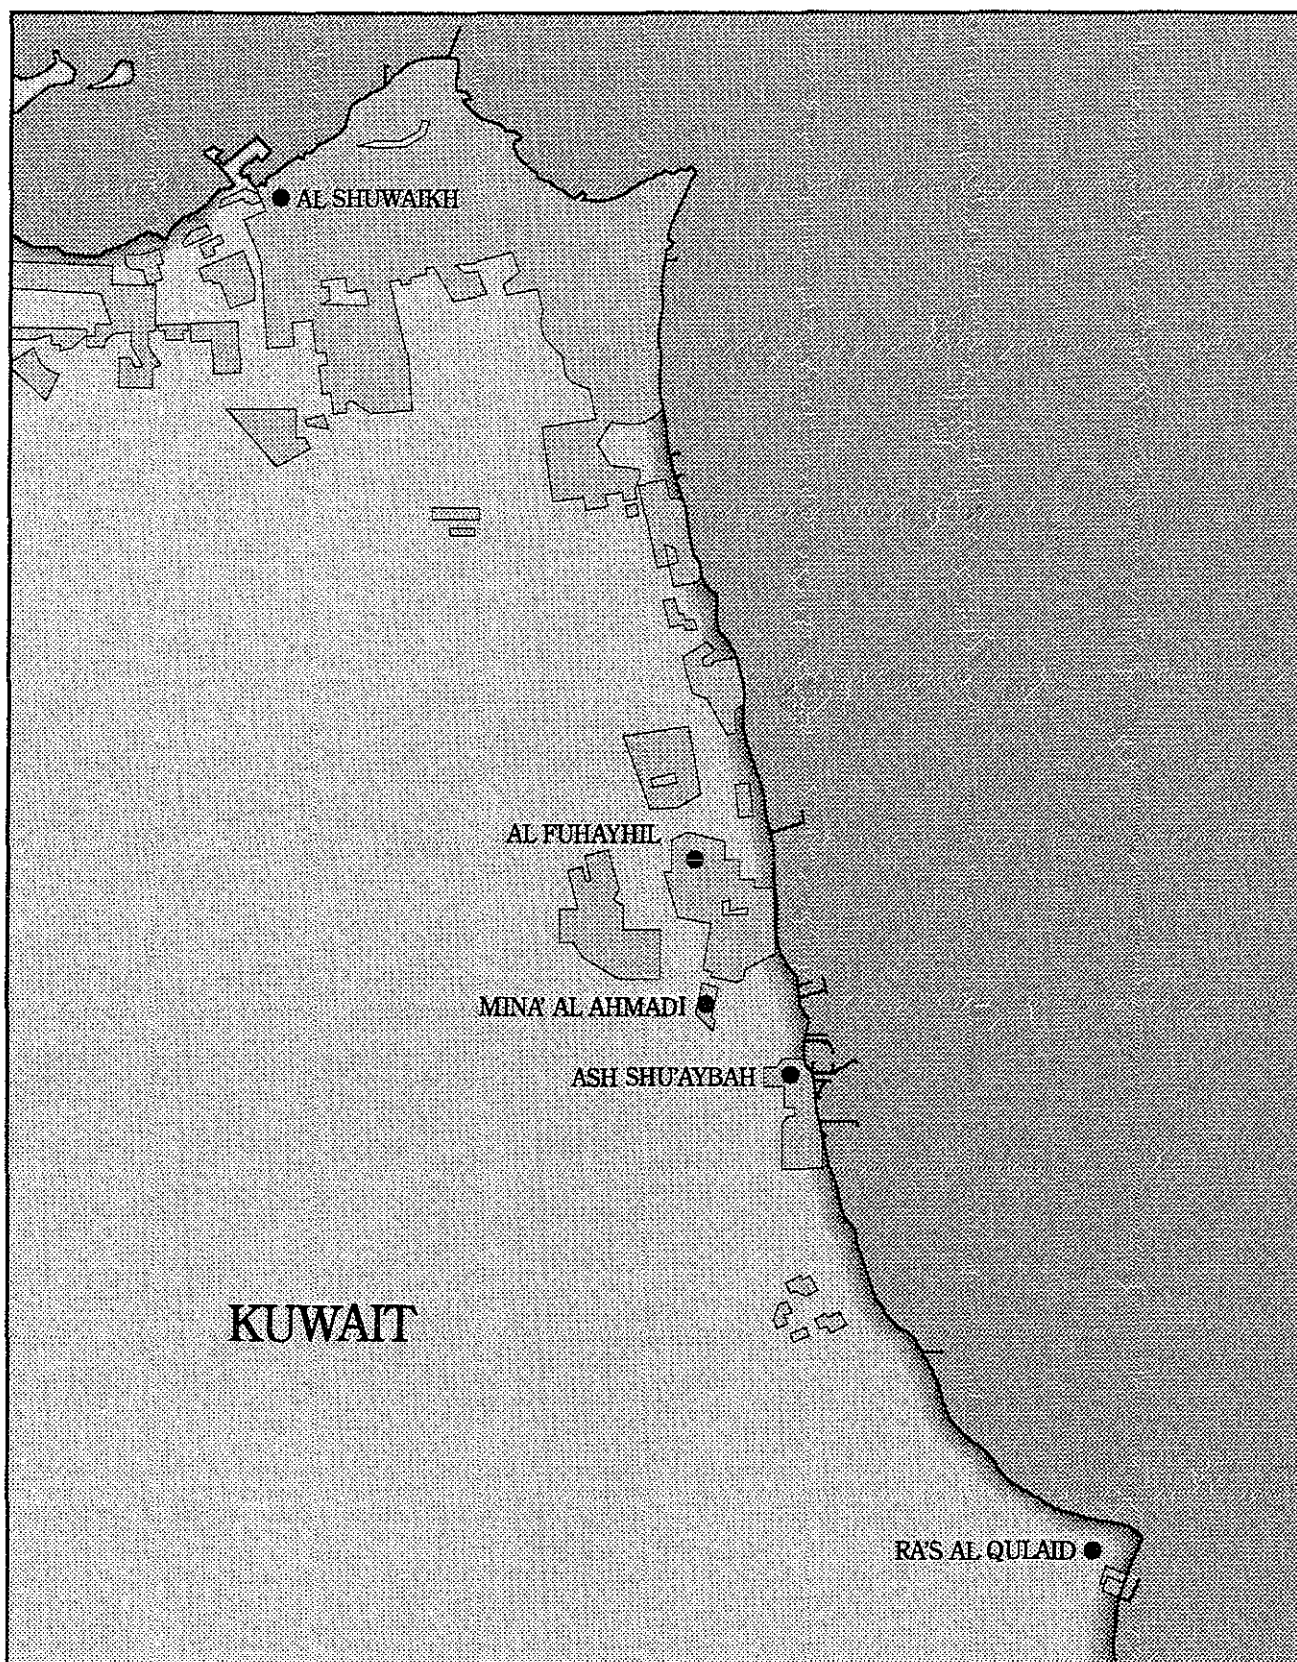 AL SHUWAIKH
AL FUHAYHIL
MINA' AL AHMADI
ASH SHU'AYBAH
KUWAIT
RA'S AL QULAID